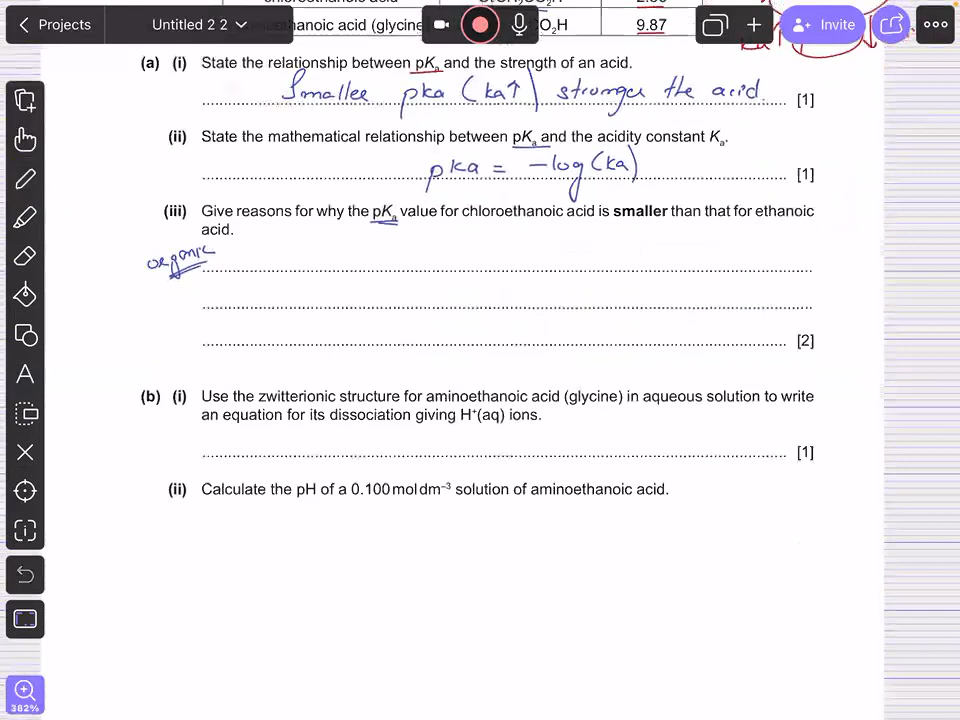 Projects
Untitled 2 2
Invite
9.87
(a) (i) State the relationship between pKa and the strength of an acid.
Smaller pka (ka↑) stronger the acid. [1]
(ii) State the mathematical relationship between pKa and the acidity constant Ka.
pka = -log(ka) [1]
(iii) Give reasons for why the pKa value for chloroethanoic acid is smaller than that for ethanoic
acid.
organic
[2]
(b) (i) Use the zwitterionic structure for aminoethanoic acid (glycine) in aqueous solution to write
an equation for its dissociation giving H⁺(aq) ions.
[1]
(ii) Calculate the pH of a 0.100 mol dm⁻³ solution of aminoethanoic acid.
382%